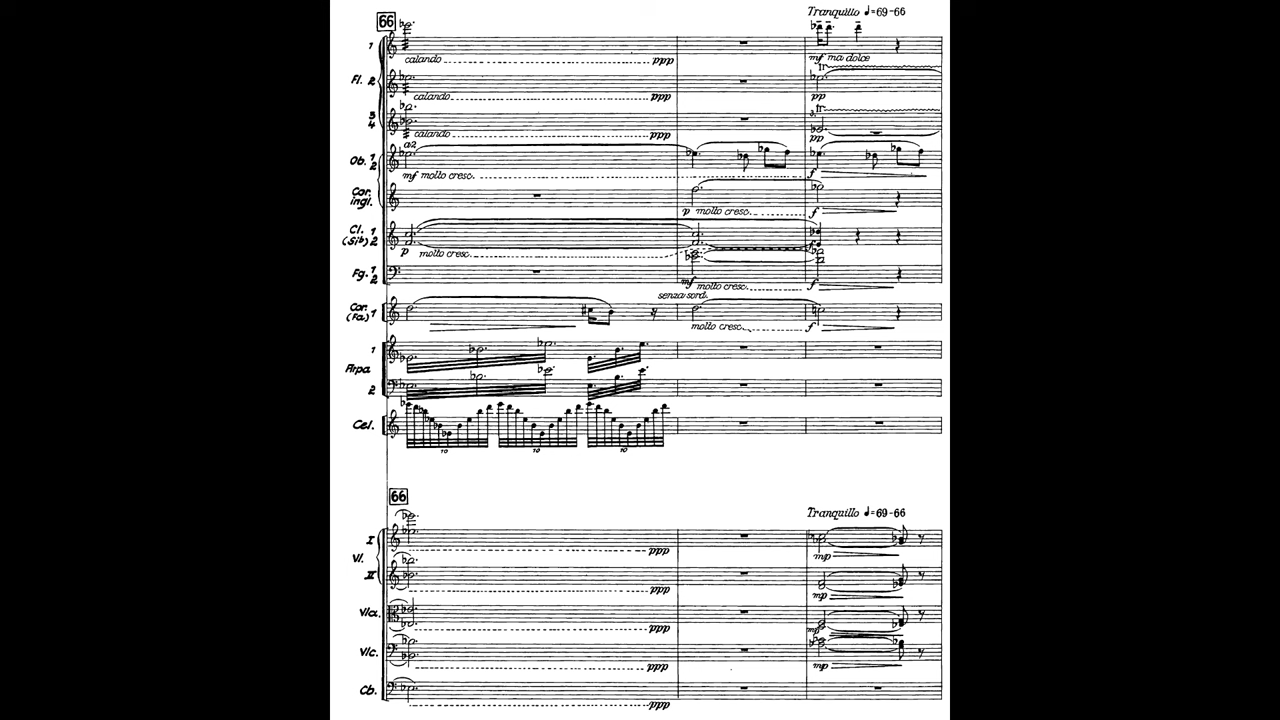 66
Tranquillo ♩=69-66
1
calando ppp mf ma dolce
tr
Fl. 2
calando ppp pp
3
4
3 tr
calando ppp pp
a2
Ob. 1
2
mf molto cresc. f
Cor.
ingl.
p molto cresc. f
Cl. 1
(Sib) 2
p molto cresc. f
Fg. 1
2
mf molto cresc. f
senza sord.
Cor.
(Fa) 1
molto cresc. f
1
Arpa
2
Cel.
10 10 10
66
Tranquillo ♩=69-66
I
ppp mp
Vl.
II
ppp mp
Vla.
ppp mp
Vlc.
ppp mp
Cb.
ppp